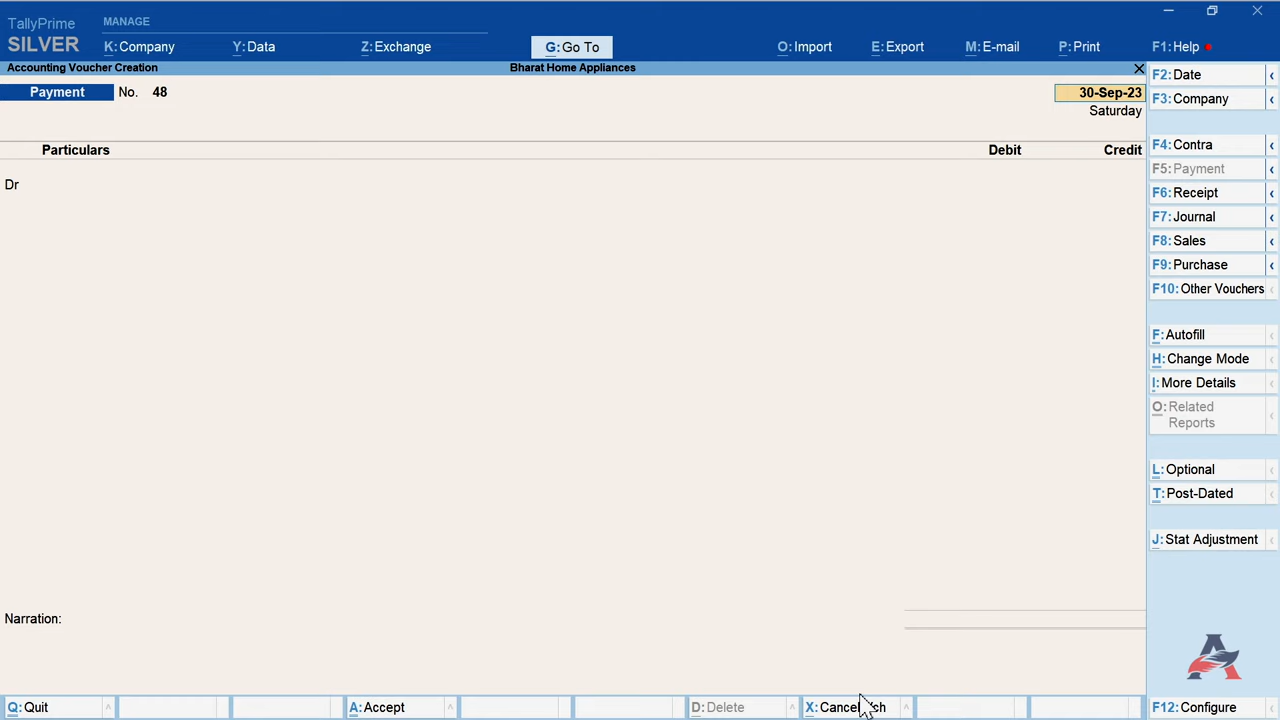 TallyPrime
SILVER
MANAGE
K:Company
Y:Data
Z:Exchange
G:Go To
O:Import
E:Export
M:E-mail
P:Print
F1:Help
Accounting Voucher Creation
Bharat Home Appliances
Payment No. 48
30-Sep-23
Saturday
Particulars
Debit
Credit
Dr
Narration:
F2:Date
F3:Company
F4:Contra
F5:Payment
F6:Receipt
F7:Journal
F8:Sales
F9:Purchase
F10:Other Vouchers
F:Autofill
H:Change Mode
I:More Details
O:Related
Reports
L:Optional
T:Post-Dated
J:Stat Adjustment
Q:Quit
A:Accept
D:Delete
X:Cancel
F12:Configure